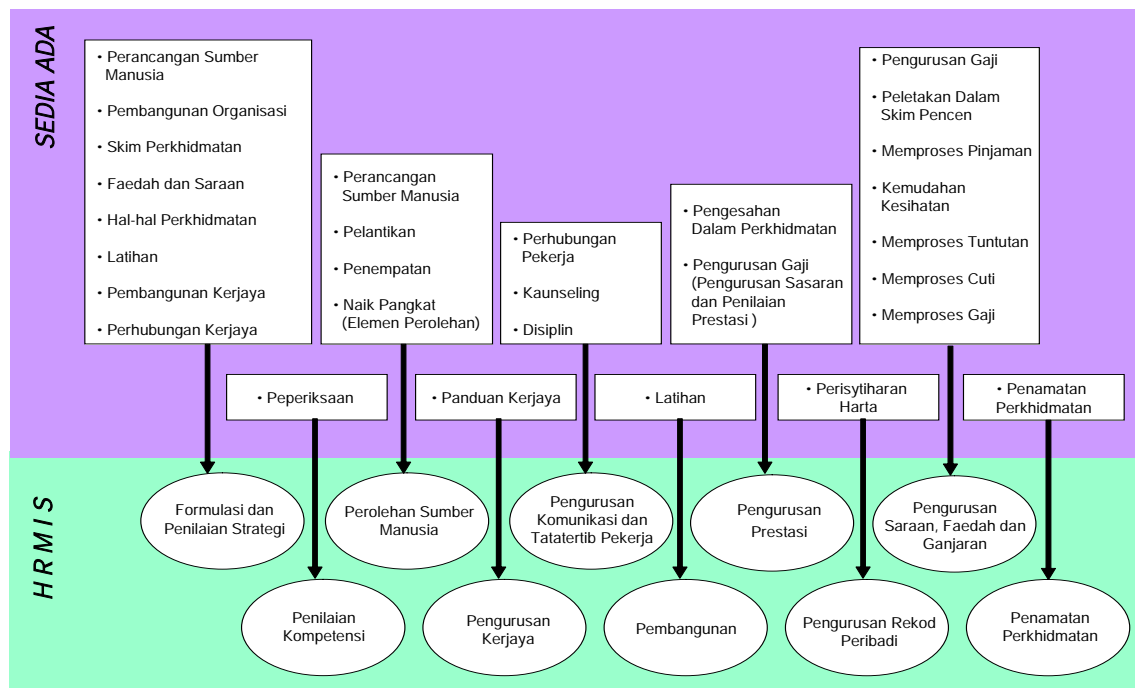 SEDIA ADA
• Perancangan Sumber
Manusia
• Pembangunan Organisasi
• Skim Perkhidmatan
• Faedah dan Saraan
• Hal-hal Perkhidmatan
• Latihan
• Pembangunan Kerjaya
• Perhubungan Kerjaya
• Perancangan
Sumber Manusia
• Pelantikan
• Penempatan
• Naik Pangkat
(Elemen Perolehan)
• Perhubungan
Pekerja
• Kaunseling
• Disiplin
• Pengesahan
Dalam Perkhidmatan
• Pengurusan Gaji
(Pengurusan Sasaran
dan Penilaian
Prestasi )
• Pengurusan Gaji
• Peletakan Dalam
Skim Pencen
• Memproses Pinjaman
• Kemudahan
Kesihatan
• Memproses Tuntutan
• Memproses Cuti
• Memproses Gaji
• Peperiksaan
• Panduan Kerjaya
• Latihan
• Perisytiharan
Harta
• Penamatan
Perkhidmatan
HRMIS
Formulasi dan
Penilaian Strategi
Perolehan Sumber
Manusia
Pengurusan
Komunikasi dan
Tatatertib Pekerja
Pengurusan
Prestasi
Pengurusan
Saraan, Faedah dan
Ganjaran
Penilaian
Kompetensi
Pengurusan
Kerjaya
Pembangunan
Pengurusan Rekod
Peribadi
Penamatan
Perkhidmatan